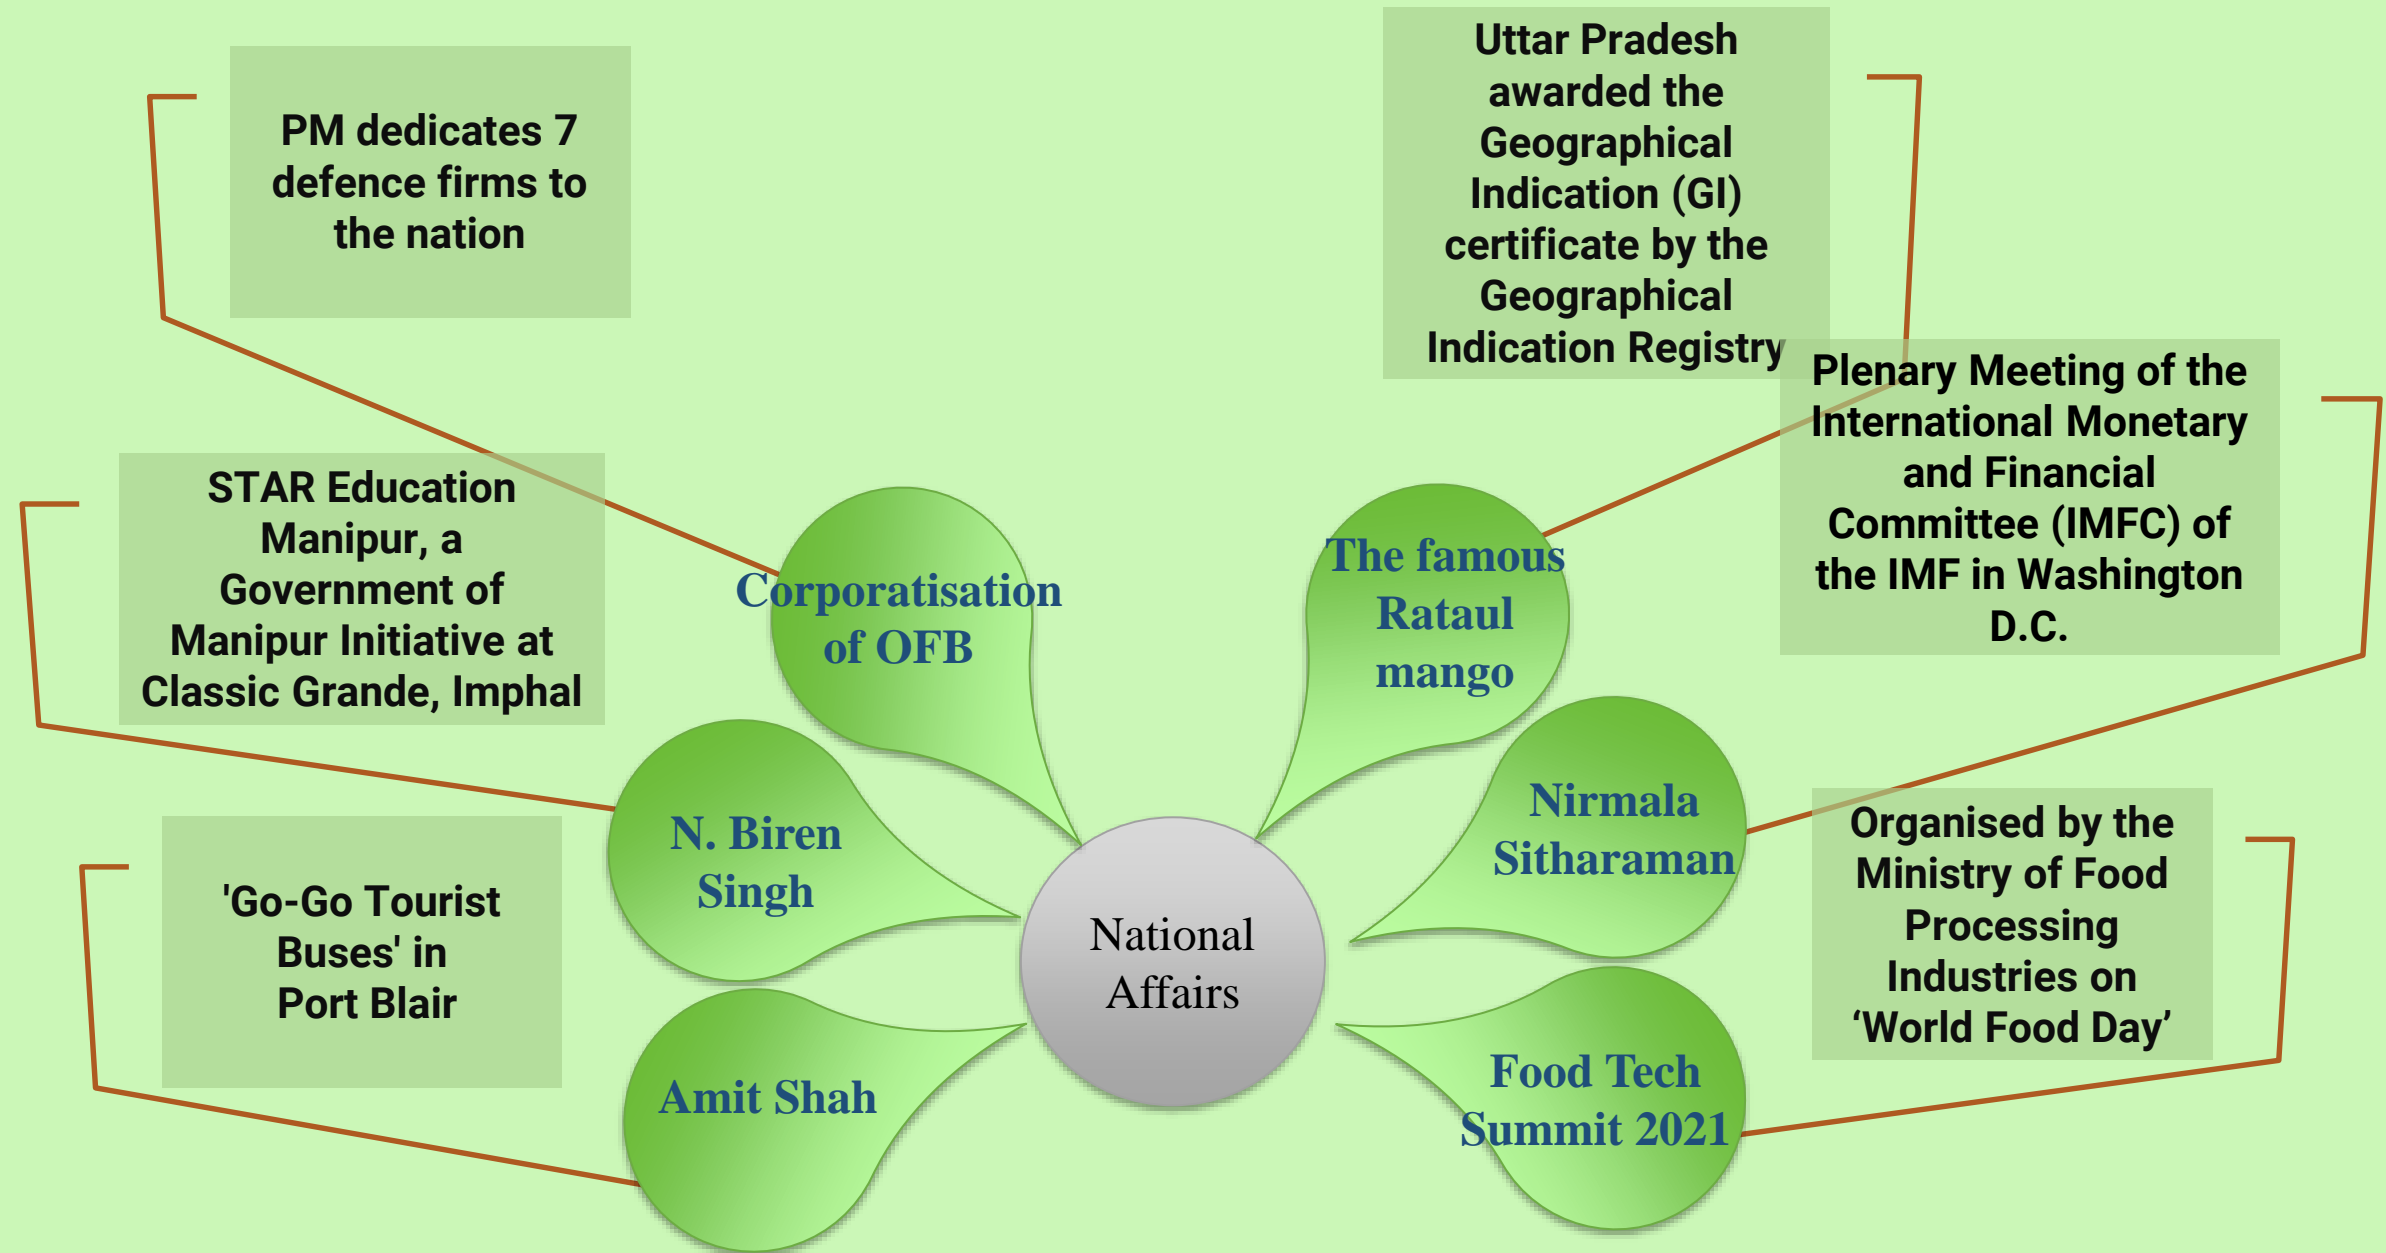 PM dedicates 7
defence firms to
the nation
Corporatisation
of OFB
STAR Education
Manipur, a
Government of
Manipur Initiative at
Classic Grande, Imphal
N. Biren
Singh
'Go-Go Tourist
Buses' in
Port Blair
Amit Shah
National
Affairs
Uttar Pradesh
awarded the
Geographical
Indication (GI)
certificate by the
Geographical
Indication Registry
The famous
Rataul
mango
Plenary Meeting of the
International Monetary
and Financial
Committee (IMFC) of
the IMF in Washington
D.C.
Nirmala
Sitharaman
Organised by the
Ministry of Food
Processing
Industries on
‘World Food Day’
Food Tech
Summit 2021